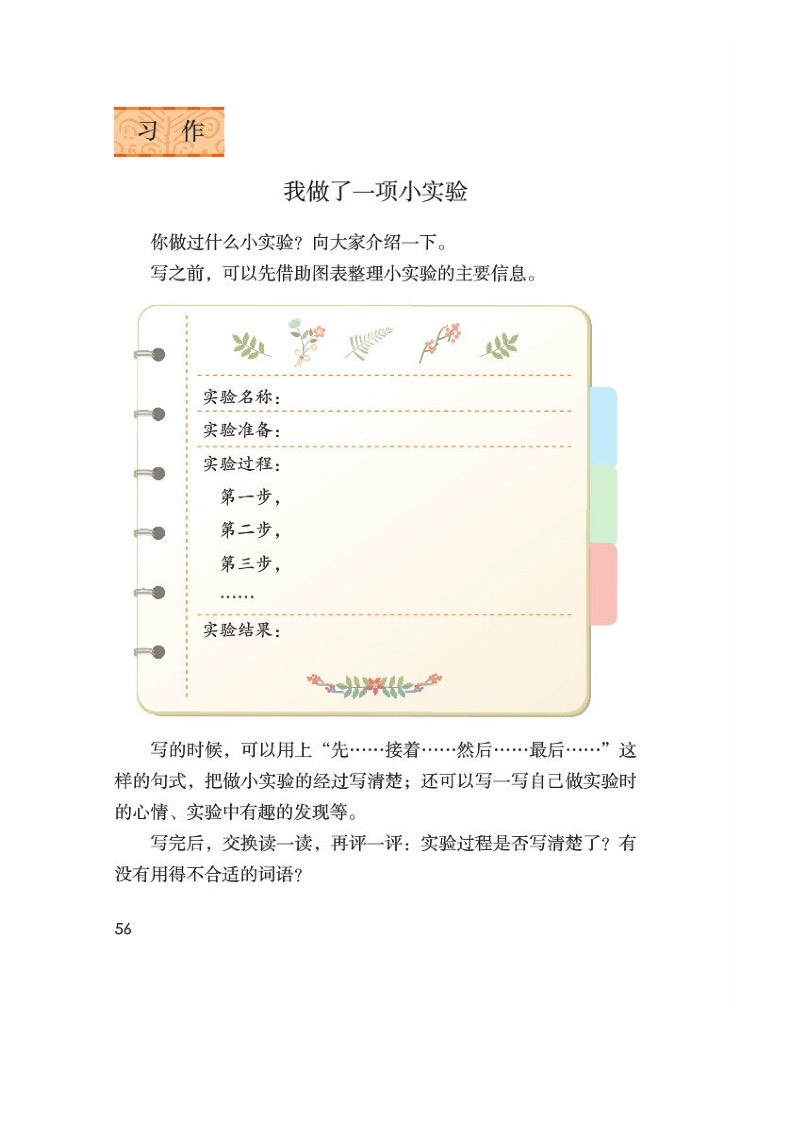 习 作
我做了一项小实验
你做过什么小实验？向大家介绍一下。
写之前，可以先借助图表整理小实验的主要信息。
实验名称：
实验准备：
实验过程：
第一步，
第二步，
第三步，
……
实验结果：
写的时候，可以用上“先……接着……然后……最后……”这
样的句式，把做小实验的经过写清楚；还可以写一写自己做实验时
的心情、实验中有趣的发现等。
写完后，交换读一读，再评一评：实验过程是否写清楚了？有
没有用得不合适的词语？
56